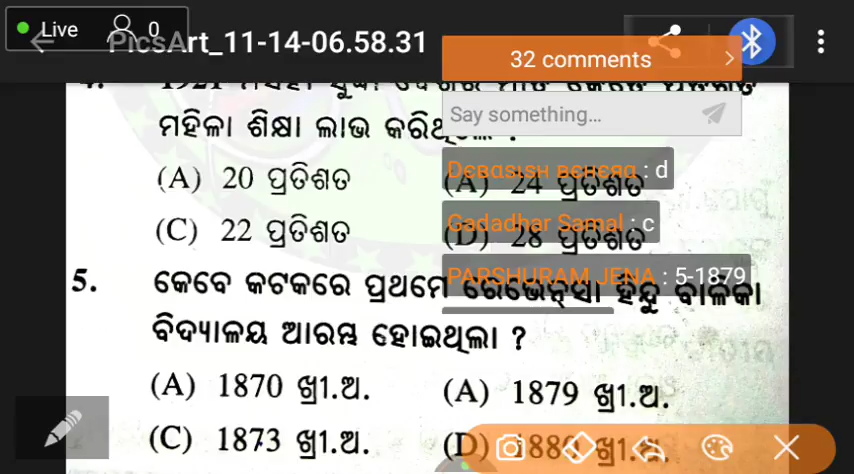 Live 0
PicsArt_11-14-06.58.31
32 comments
Say something...
ମହିଳା ଶିକ୍ଷା ଲାଭ
(A) 20 ପ୍ରତିଶତ
(A) 24 ପ୍ରତିଶତ
DEBASISH BEHERA : d
(C) 22 ପ୍ରତିଶତ
(D) 28 ପ୍ରତିଶତ
Gadadhar Samal : c
PARSHURAM JENA : 5-1879
5. କେବେ କଟକରେ ପ୍ରଥମେ ରେଭେନ୍ସା ହିନ୍ଦୁ ବାଳିକା
ବିଦ୍ୟାଳୟ ଆରମ୍ଭ ହୋଇଥିଲା ?
(A) 1870 ଖ୍ରୀ.ଅ.
(A) 1879 ଖ୍ରୀ.ଅ.
(C) 1873 ଖ୍ରୀ.ଅ.
(D)